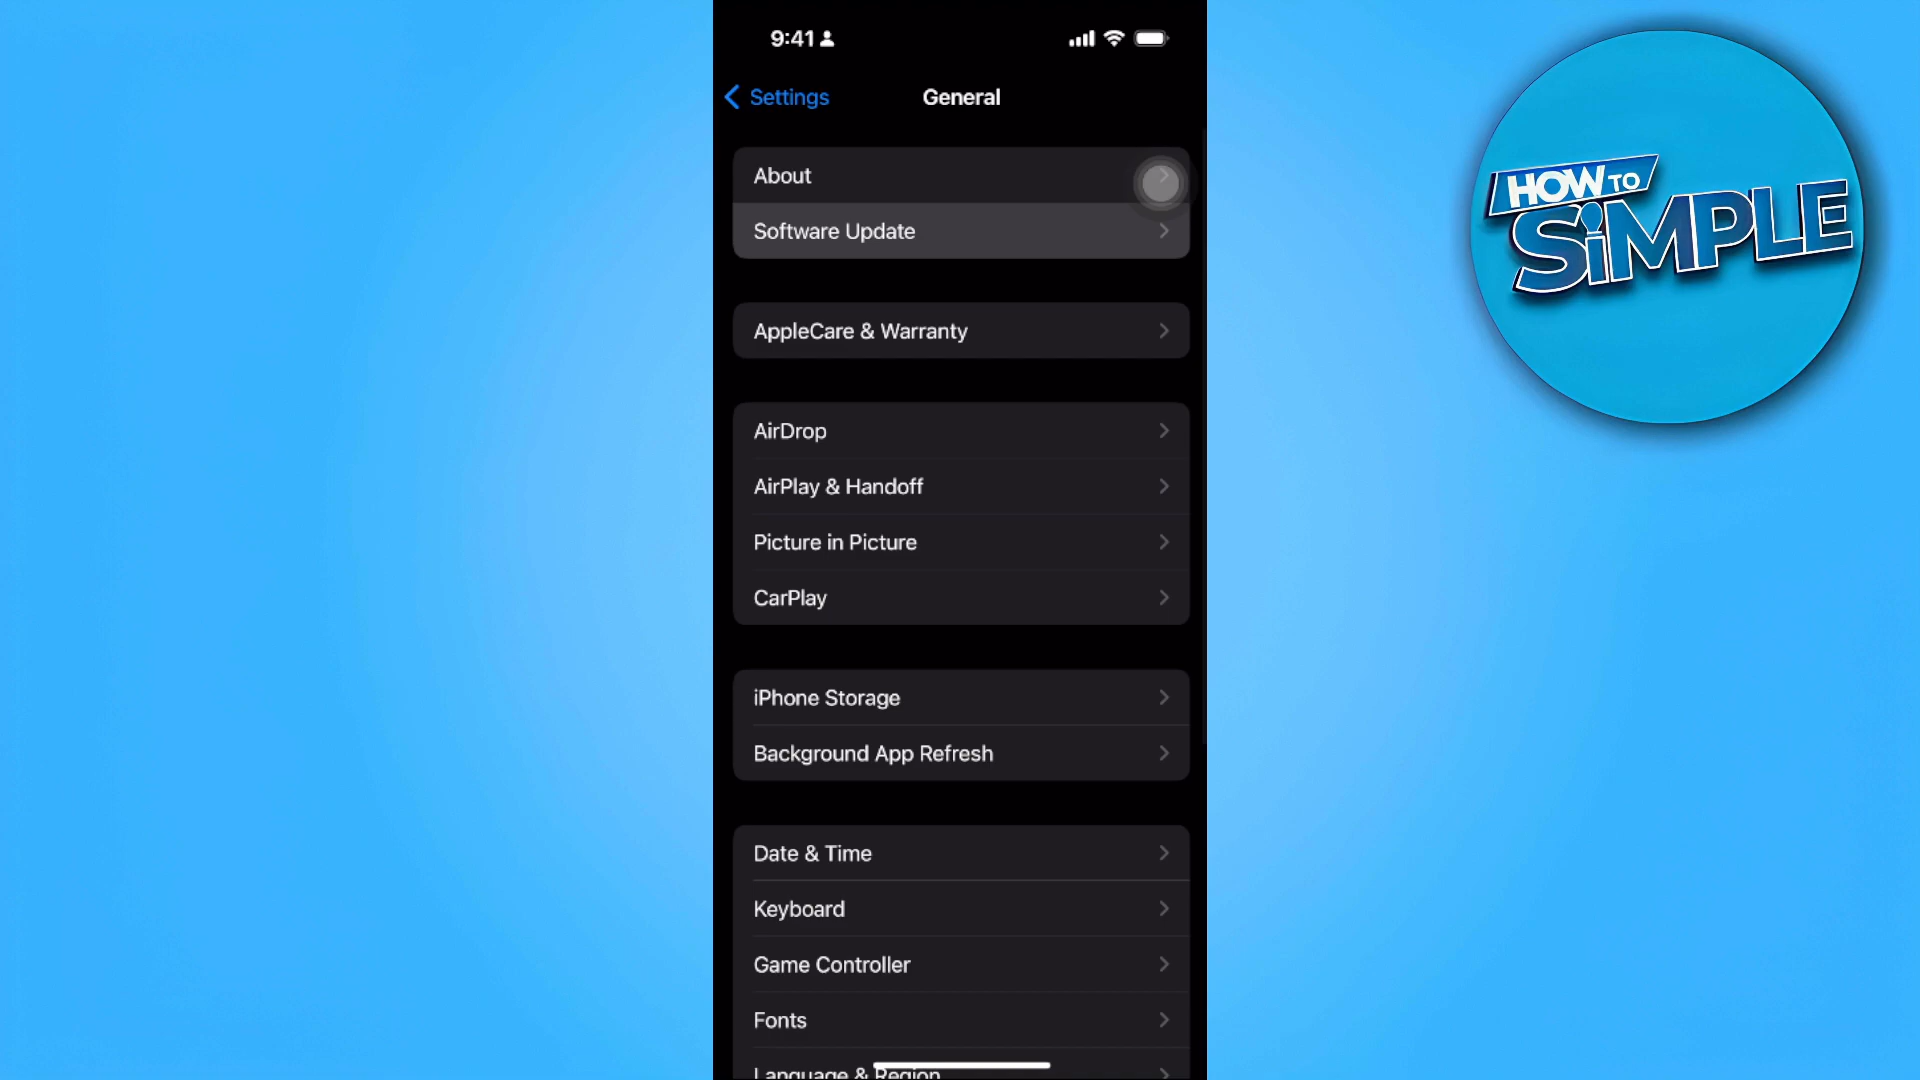 9:41
Settings
General
About
Software Update
AppleCare & Warranty
AirDrop
AirPlay & Handoff
Picture in Picture
CarPlay
iPhone Storage
Background App Refresh
Date & Time
Keyboard
Game Controller
Fonts
Language & Region
HOW TO
SiMPLE